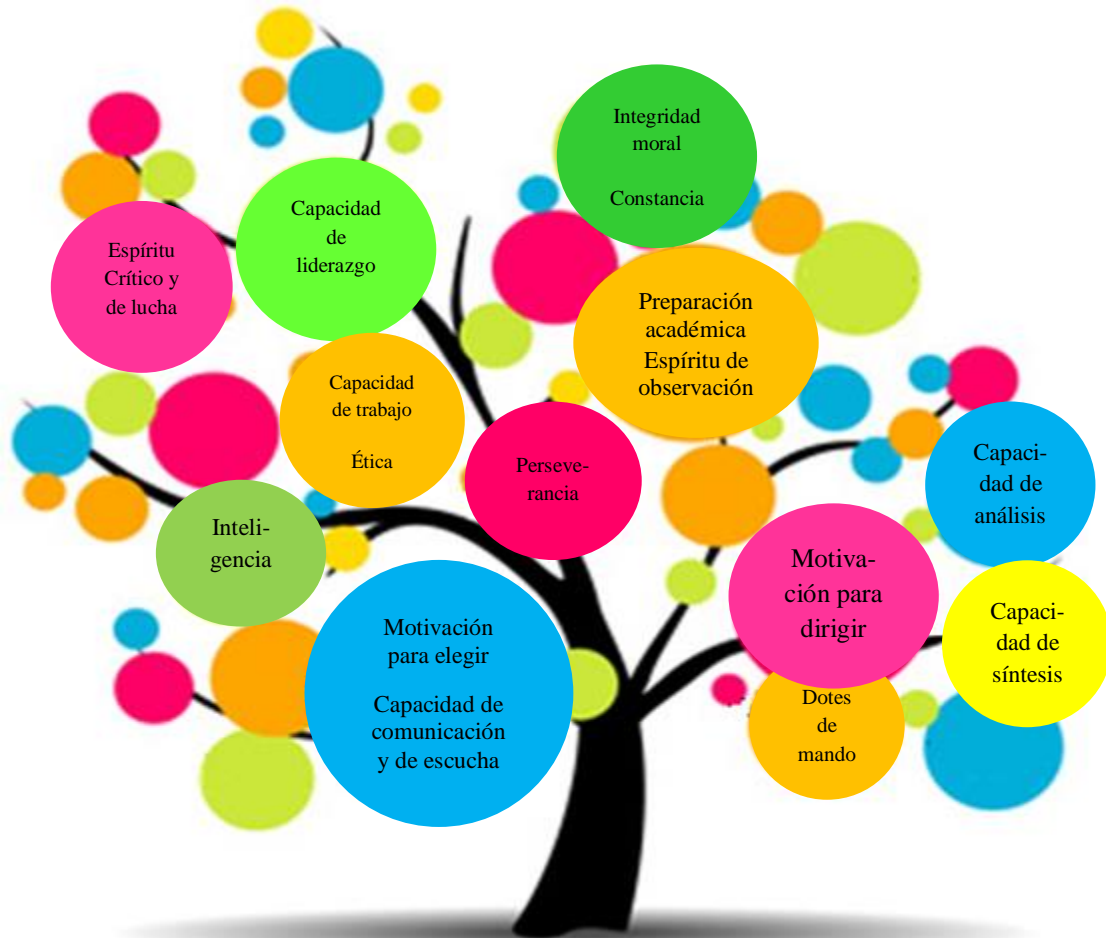 Integridad
moral
Constancia
Capacidad
de
liderazgo
Espíritu
Crítico y
de lucha
Preparación
académica
Espíritu de
observación
Capacidad
de trabajo
Ética
Perseve-
rancia
Capaci-
dad de
análisis
Inteli-
gencia
Motiva-
ción para
dirigir
Motivación
para elegir
Capacidad de
comunicación
y de escucha
Capaci-
dad de
síntesis
Dotes
de
mando